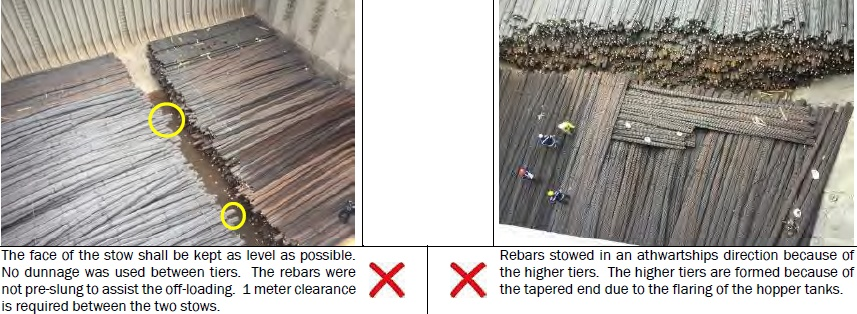 The face of the stow shall be kept as level as possible.
No dunnage was used between tiers. The rebars were
not pre-slung to assist the off-loading. 1 meter clearance
is required between the two stows.
Rebars stowed in an athwartships direction because of
the higher tiers. The higher tiers are formed because of
the tapered end due to the flaring of the hopper tanks.